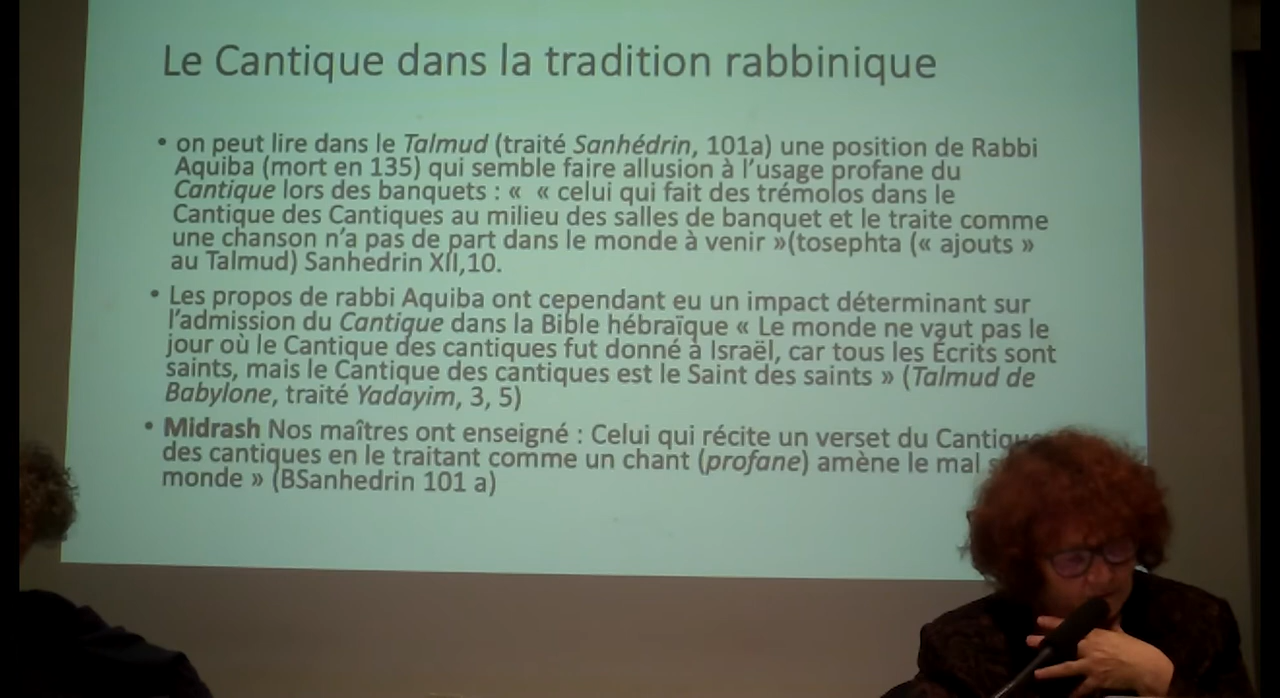 Le Cantique dans la tradition rabbinique
• on peut lire dans le Talmud (traité Sanhédrin, 101a) une position de Rabbi
Aquiba (mort en 135) qui semble faire allusion à l'usage profane du
Cantique lors des banquets : « « celui qui fait des trémolos dans le
Cantique des Cantiques au milieu des salles de banquet et le traite comme
une chanson n'a pas de part dans le monde à venir »(tosephta (« ajouts »
au Talmud) Sanhedrin XII,10.
• Les propos de rabbi Aquiba ont cependant eu un impact déterminant sur
l'admission du Cantique dans la Bible hébraïque « Le monde ne vaut pas le
jour où le Cantique des cantiques fut donné à Israël, car tous les Écrits sont
saints, mais le Cantique des cantiques est le Saint des saints » (Talmud de
Babylone, traité Yadayim, 3, 5)
• Midrash Nos maîtres ont enseigné : Celui qui récite un verset du
des cantiques en le traitant comme un chant (profane) amène le mal
monde » (BSanhedrin 101 a)